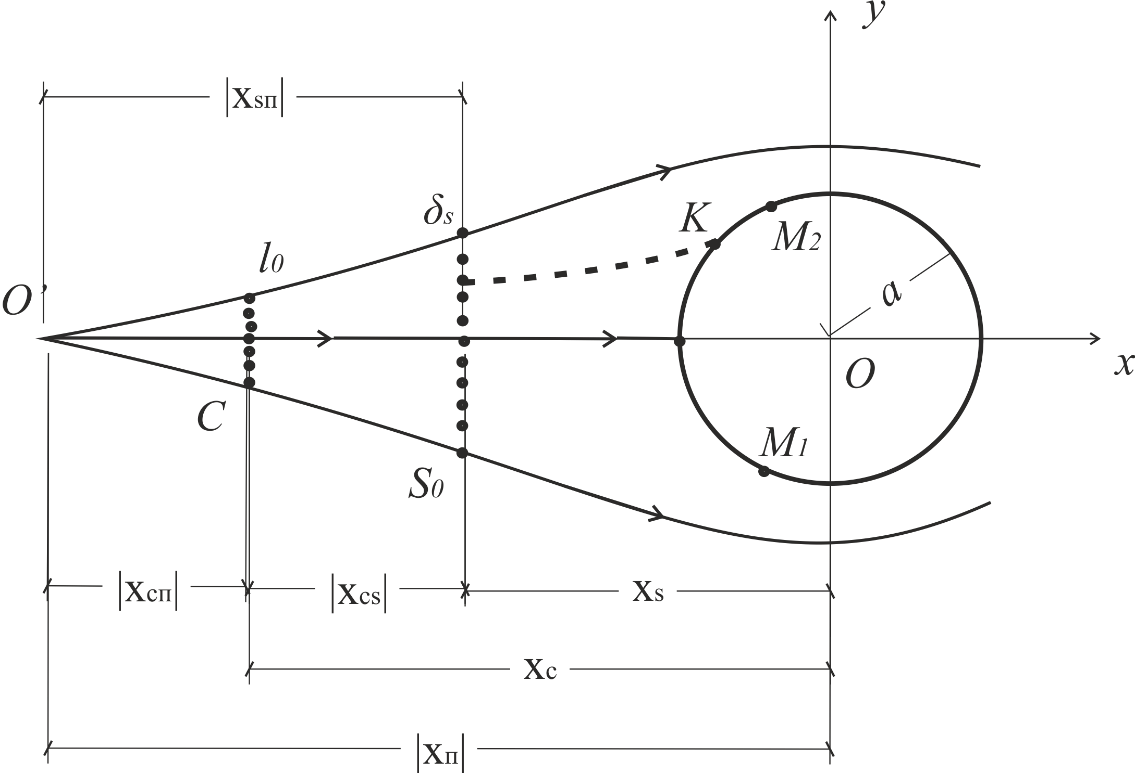 y
|xsп|
δs
K
M2
l0
O'
a
O
x
C
M1
S0
|xcп|
|xcs|
xs
xc
|xп|